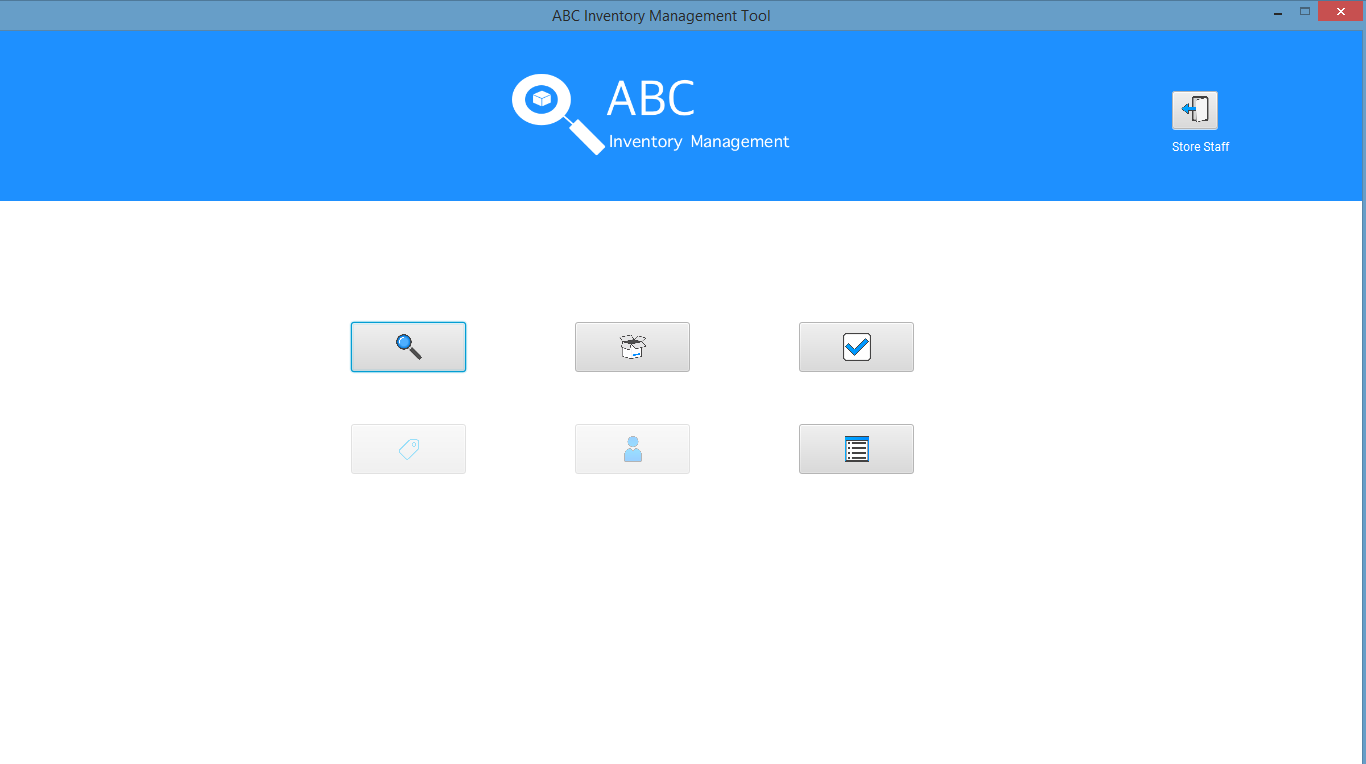 ABC Inventory Management Tool
ABC
Inventory Management
Store Staff